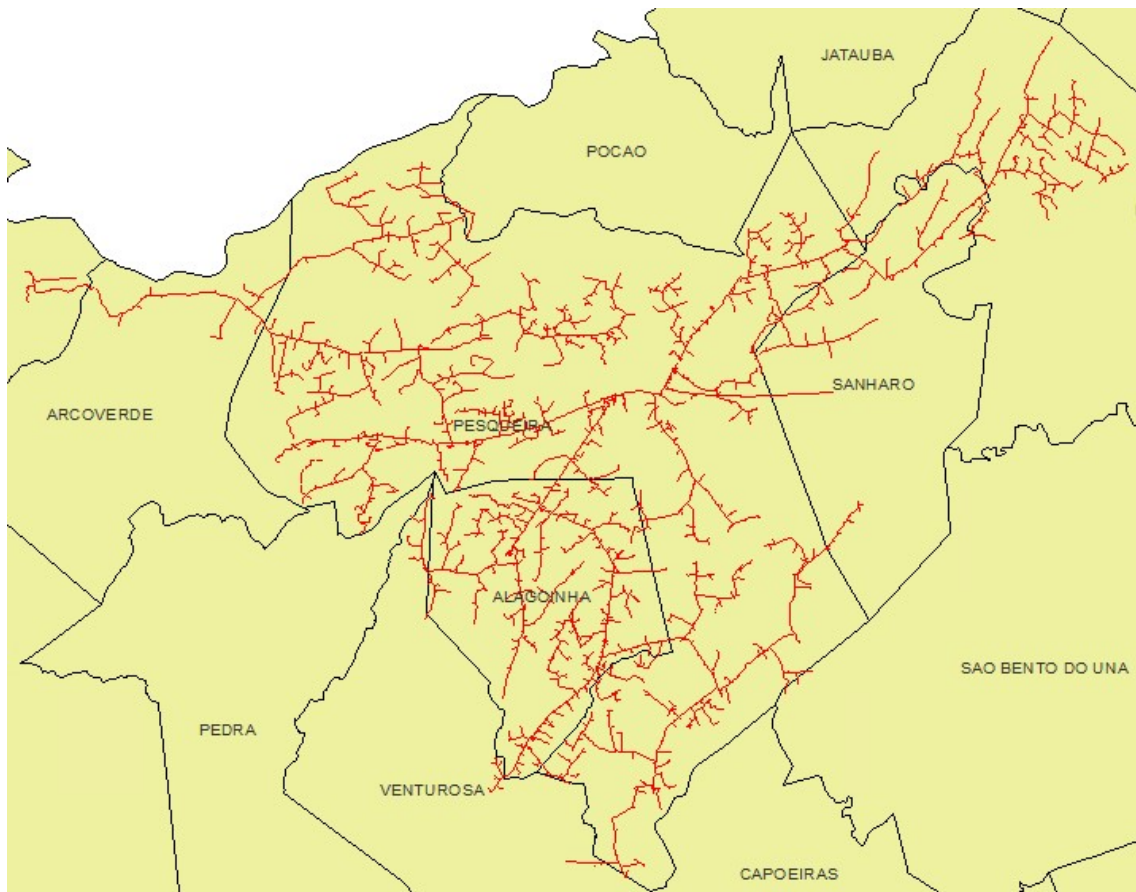 JATAUBA
POCAO
SANHARO
ARCOVERDE
PESQUEIRA
ALAGOINHA
SAO BENTO DO UNA
PEDRA
VENTUROSA
CAPOEIRAS